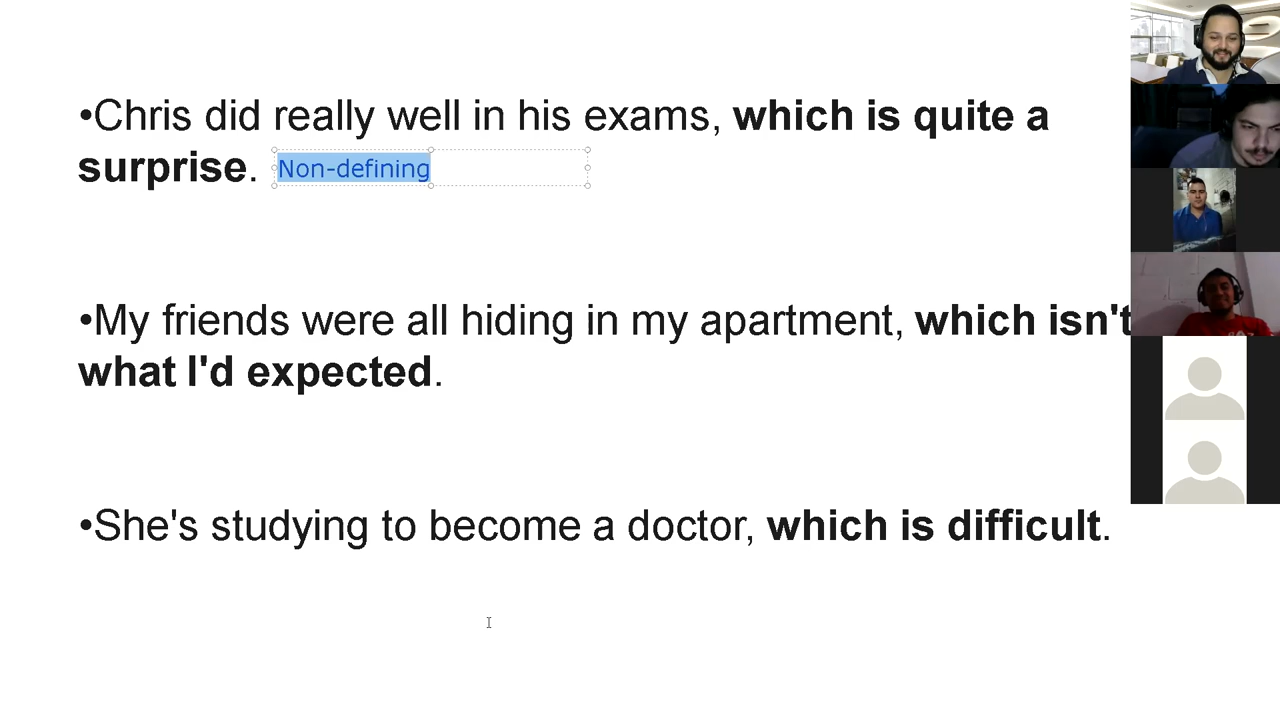 •Chris did really well in his exams, which is quite a
surprise. Non-defining
•My friends were all hiding in my apartment, which isn't
what I'd expected.
•She's studying to become a doctor, which is difficult.